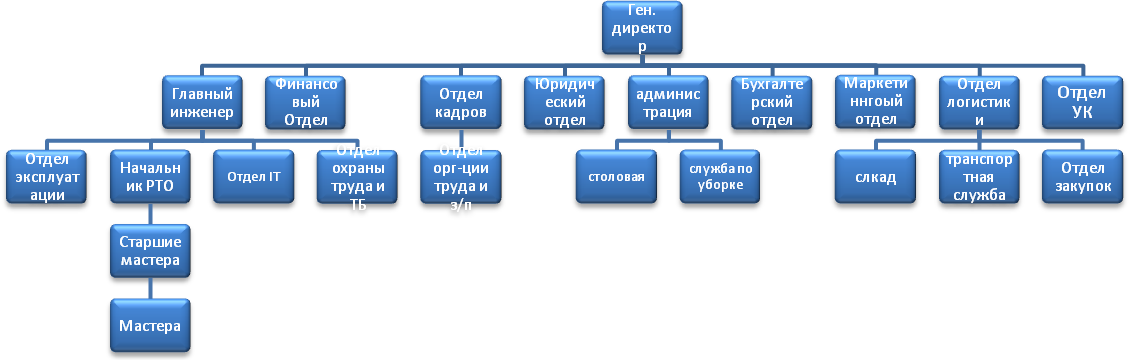 Ген.
директо
р
Главный
инженер
Финансо
вый
Отдел
Отдел
кадров
Юридич
еский
отдел
админис
трация
Бухгалте
рский
отдел
Маркети
ннгоый
отдел
Отдел
логистик
и
Отдел
УК
Отдел
эксплуат
ации
Начальн
ик РТО
Отдел IT
Отдел
охраны
труда и
ТБ
Отдел
орг-ции
труда и
з/п
столовая
служба по
уборке
слкад
транспор
тная
служба
Отдел
закупок
Старшие
мастера
Мастера